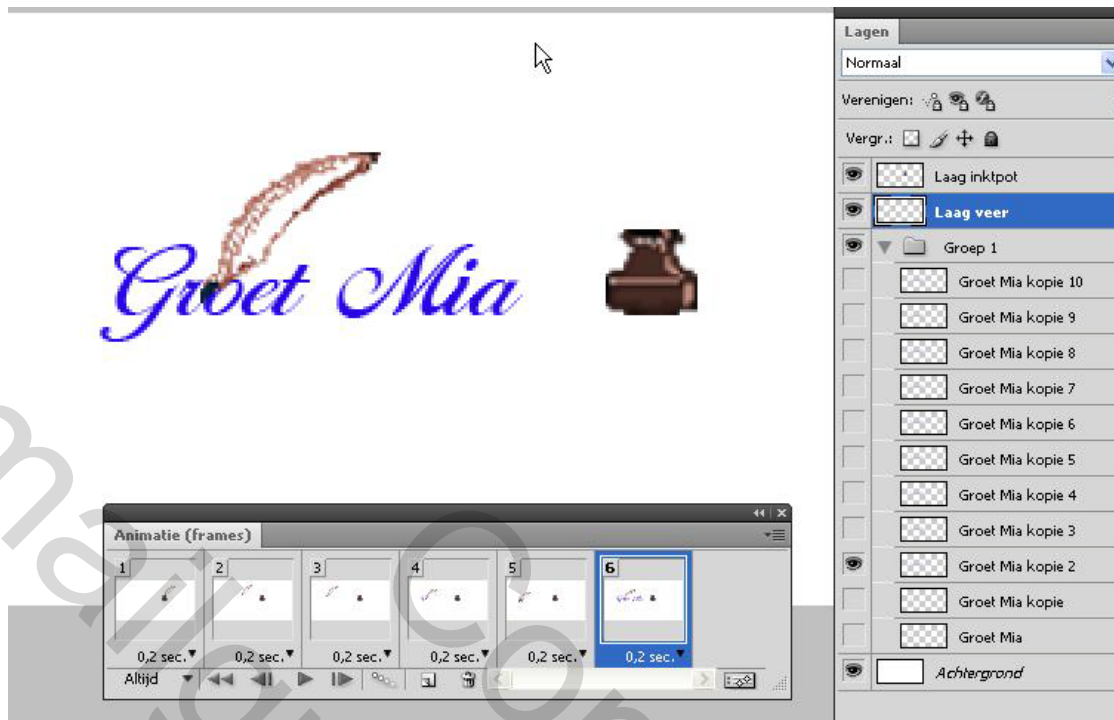 Groet Mia
Lagen
Normaal
Verenigen:
Vergr.:
Laag inktpot
Laag veer
Groep 1
Groet Mia kopie 10
Groet Mia kopie 9
Groet Mia kopie 8
Groet Mia kopie 7
Groet Mia kopie 6
Groet Mia kopie 5
Groet Mia kopie 4
Groet Mia kopie 3
Groet Mia kopie 2
Groet Mia kopie
Groet Mia
Achtergrond
Animatie (frames)
1 2 3 4 5 6
0,2 sec. 0,2 sec. 0,2 sec. 0,2 sec. 0,2 sec. 0,2 sec.
Altijd